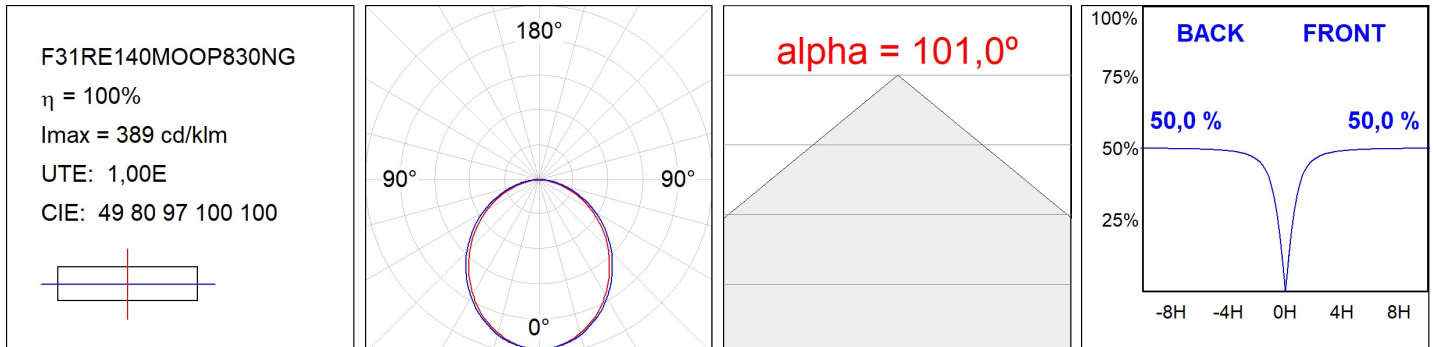 F31RE140MOOP830NG
η = 100%
Imax = 389 cd/klm
UTE: 1,00E
CIE: 49 80 97 100 100
180°
90° 90°
0°
alpha = 101,0º
100%
BACK FRONT
75%
50,0 % 50,0 %
50%
25%
-8H -4H 0H 4H 8H